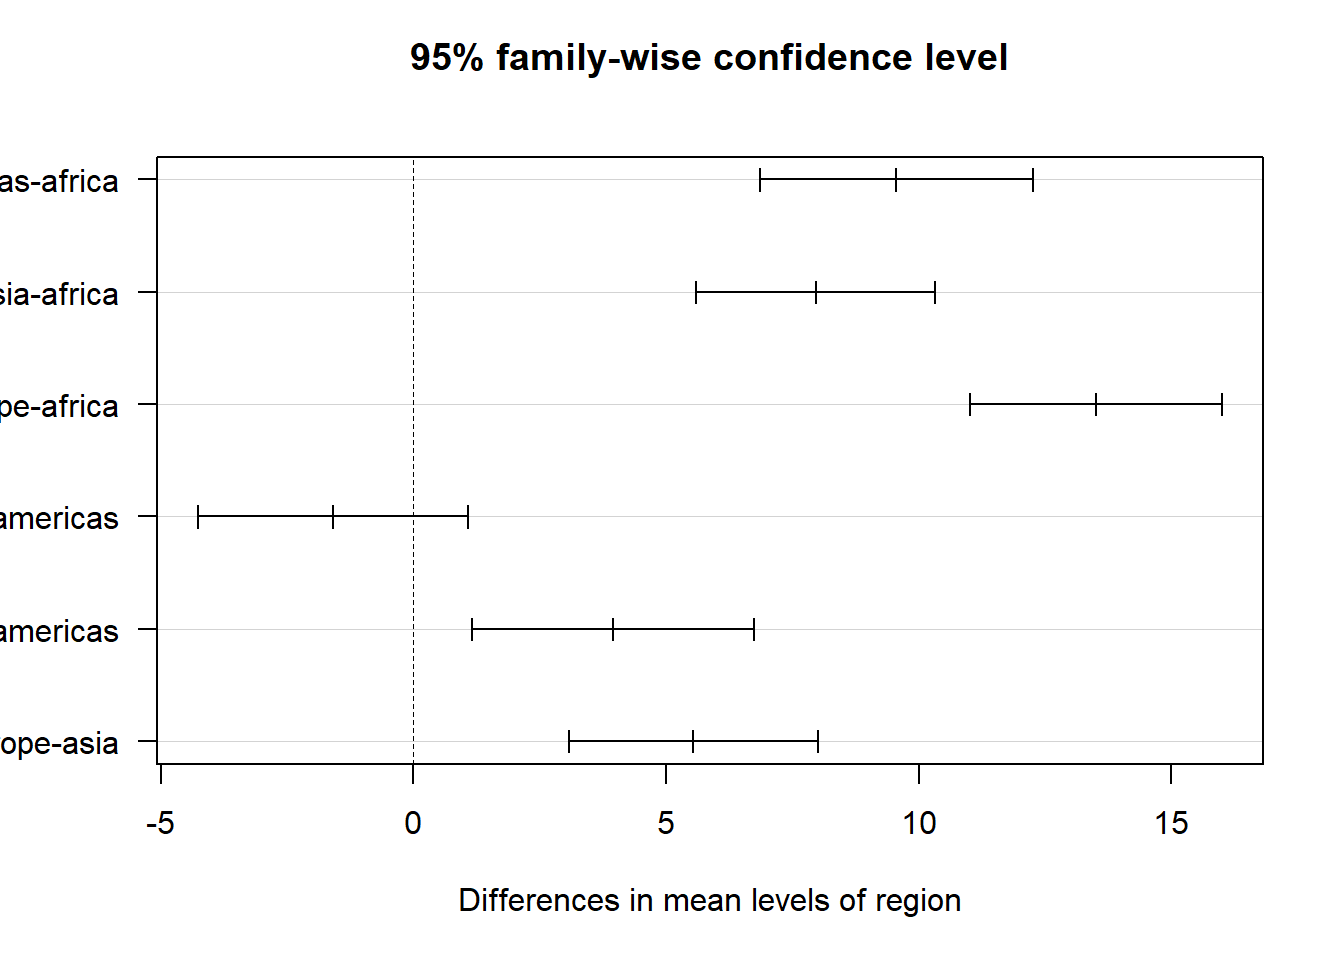 95% family-wise confidence level
as-africa
sia-africa
pe-africa
americas
americas
ope-asia
-5 0 5 10 15
Differences in mean levels of region